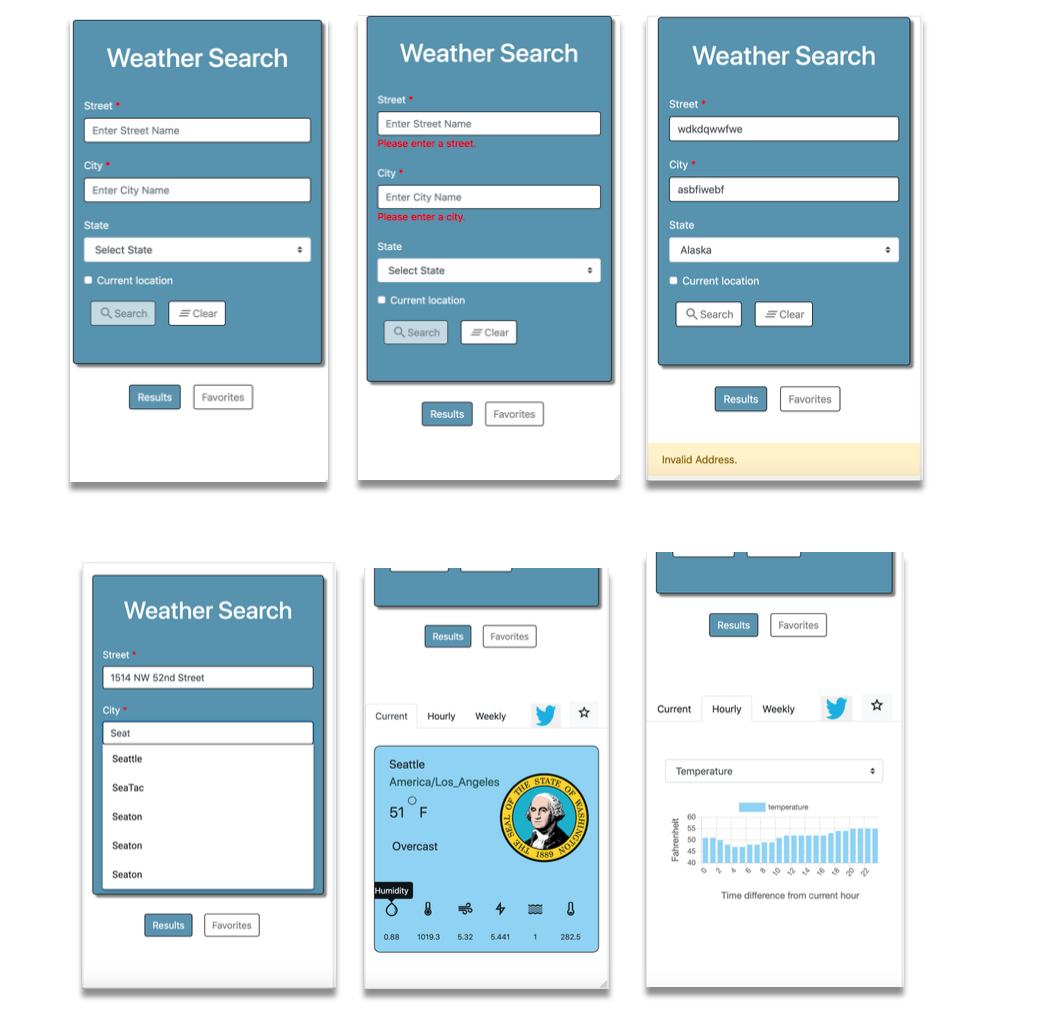 Weather Search
Street *
Enter Street Name
City *
Enter City Name
State
Select State
Current location
Search Clear
Results Favorites
Weather Search
Street *
Enter Street Name
Please enter a street.
City *
Enter City Name
Please enter a city.
State
Select State
Current location
Search Clear
Results Favorites
Weather Search
Street *
wdkdqwwfwe
City *
asbfiwebf
State
Alaska
Current location
Search Clear
Results Favorites
Invalid Address.
Weather Search
Street *
1514 NW 52nd Street
City *
Seat
Seattle
SeaTac
Seaton
Seaton
Seaton
Results Favorites
Results Favorites
Current Hourly Weekly
Seattle
America/Los_Angeles
51 ° F
Overcast
THE SEAL OF THE STATE OF WASHINGTON
1889
Humidity
0.88 1019.3 5.32 5.441 1 282.5
Results Favorites
Current Hourly Weekly
Temperature
temperature
Fahrenheit
60
55
50
45
40
0 2 4 6 8 10 12 14 16 18 20 22
Time difference from current hour